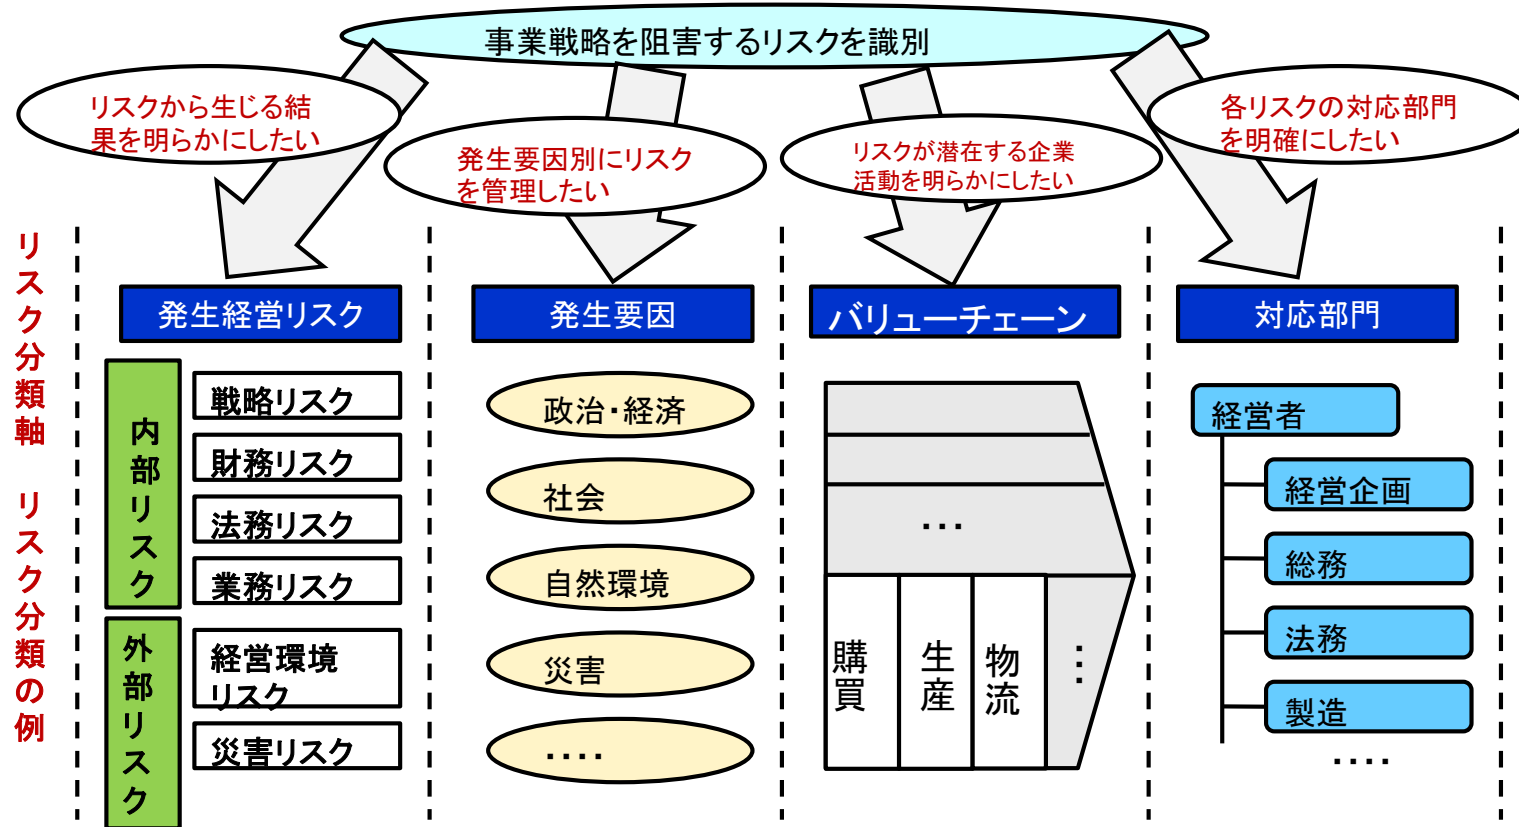 事業戦略を阻害するリスクを識別
リスクから生じる結
果を明らかにしたい
発生要因別にリスク
を管理したい
リスクが潜在する企業
活動を明らかにしたい
各リスクの対応部門
を明確にしたい
リスク分類軸
リスク分類の例
発生経営リスク
内部リスク
戦略リスク
財務リスク
法務リスク
業務リスク
外部リスク
経営環境
リスク
災害リスク
発生要因
政治・経済
社会
自然環境
災害
····
バリューチェーン
···
購買
生産
物流
···
対応部門
経営者
経営企画
総務
法務
製造
····